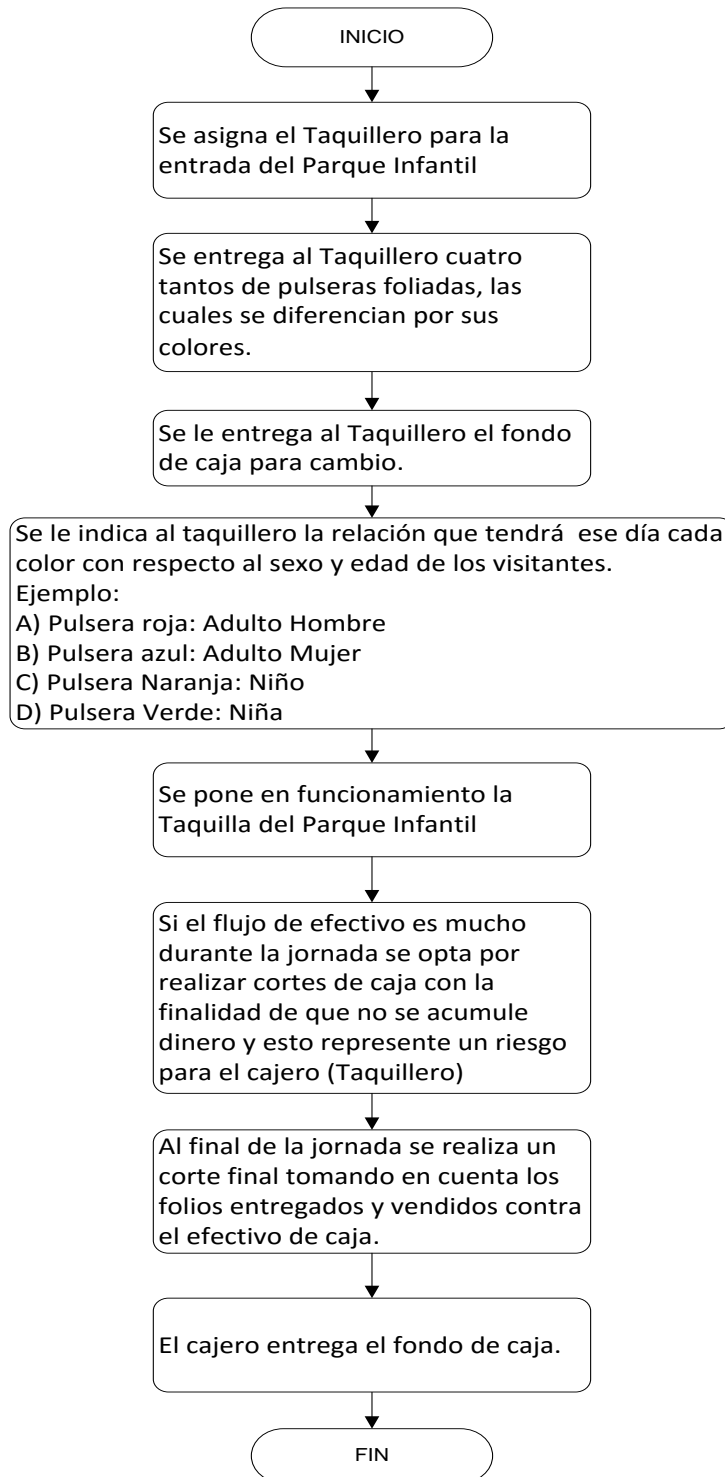 INICIO
Se asigna el Taquillero para la
entrada del Parque Infantil
Se entrega al Taquillero cuatro
tantos de pulseras foliadas, las
cuales se diferencian por sus
colores.
Se le entrega al Taquillero el fondo
de caja para cambio.
Se le indica al taquillero la relación que tendrá ese día cada
color con respecto al sexo y edad de los visitantes.
Ejemplo:
A) Pulsera roja: Adulto Hombre
B) Pulsera azul: Adulto Mujer
C) Pulsera Naranja: Niño
D) Pulsera Verde: Niña
Se pone en funcionamiento la
Taquilla del Parque Infantil
Si el flujo de efectivo es mucho
durante la jornada se opta por
realizar cortes de caja con la
finalidad de que no se acumule
dinero y esto represente un riesgo
para el cajero (Taquillero)
Al final de la jornada se realiza un
corte final tomando en cuenta los
folios entregados y vendidos contra
el efectivo de caja.
El cajero entrega el fondo de caja.
FIN